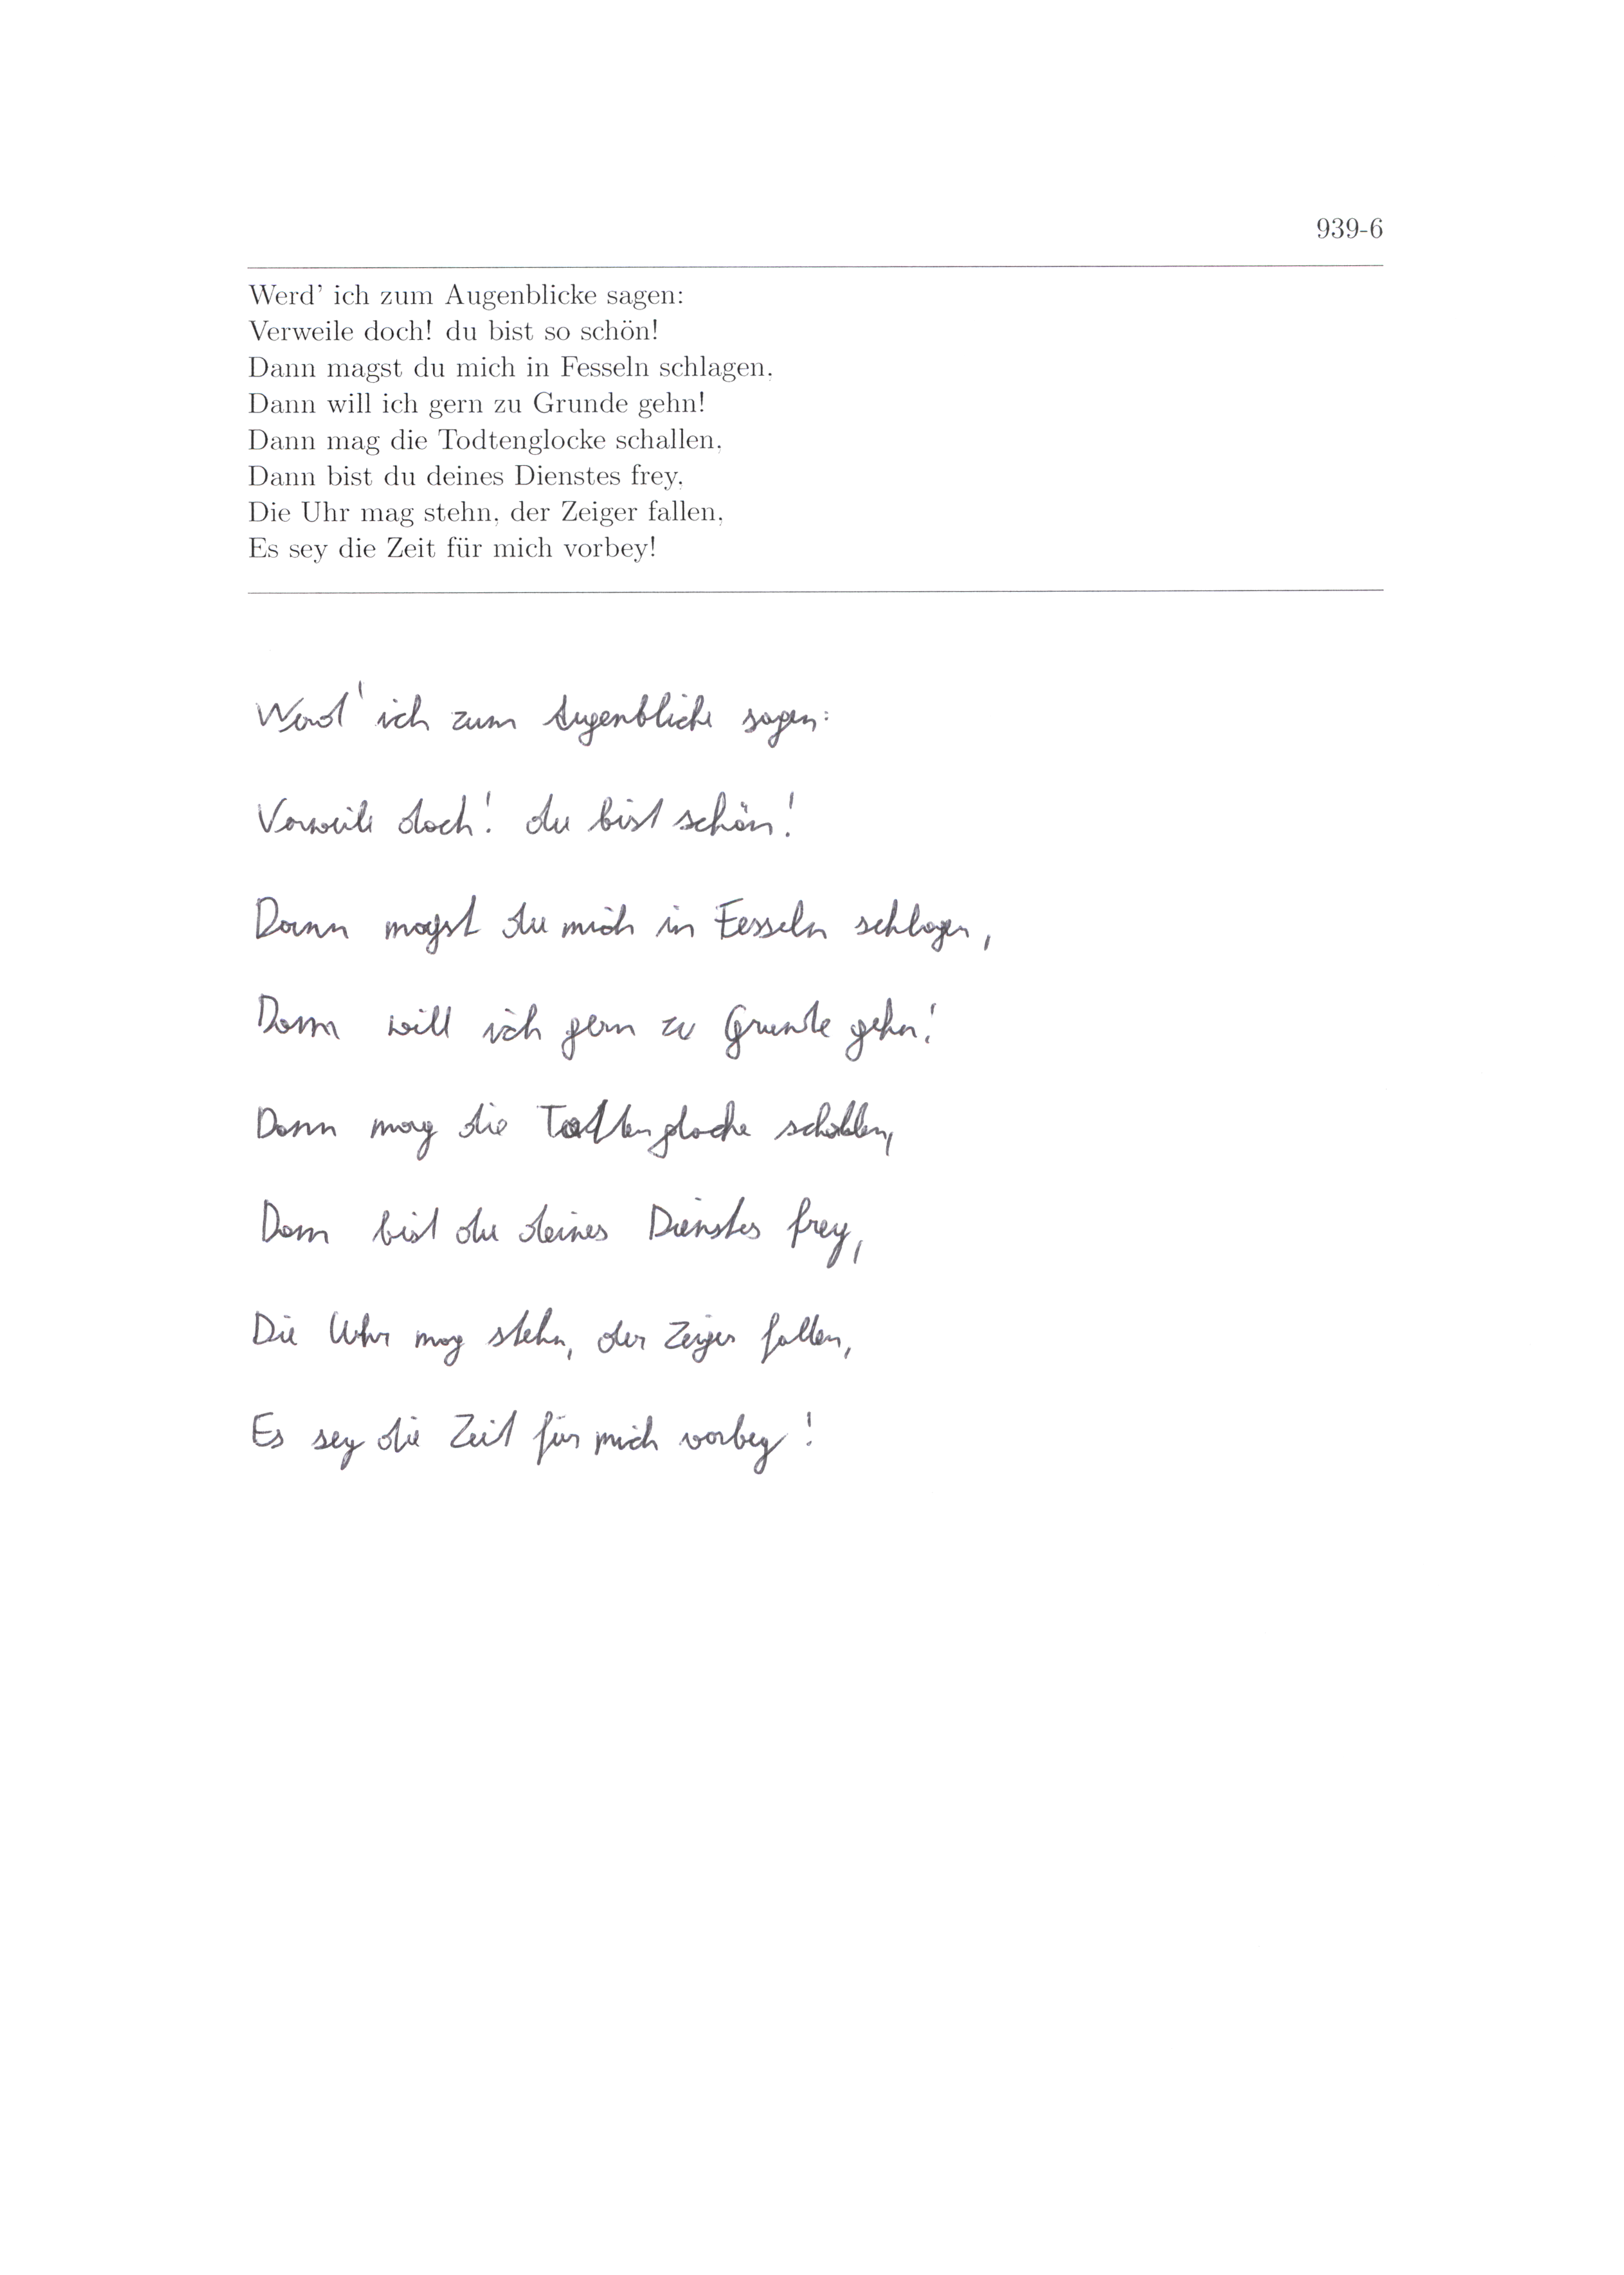 939-6
Werd' ich zum Augenblicke sagen:
Verweile doch! du bist so schön!
Dann magst du mich in Fesseln schlagen,
Dann will ich gern zu Grunde gehn!
Dann mag die Todtenglocke schallen,
Dann bist du deines Dienstes frey,
Die Uhr mag stehn, der Zeiger fallen,
Es sey die Zeit für mich vorbey!
Werd' ich zum Augenblicke sagen:
Verweile doch! du bist schön!
Dann magst du mich in Fesseln schlagen,
Dann will ich gern zu Grunde gehn!
Dann mag die Todtenglocke schallen,
Dann bist du deines Dienstes frey,
Die Uhr mag stehn, der Zeiger fallen,
Es sey die Zeit für mich vorbey!